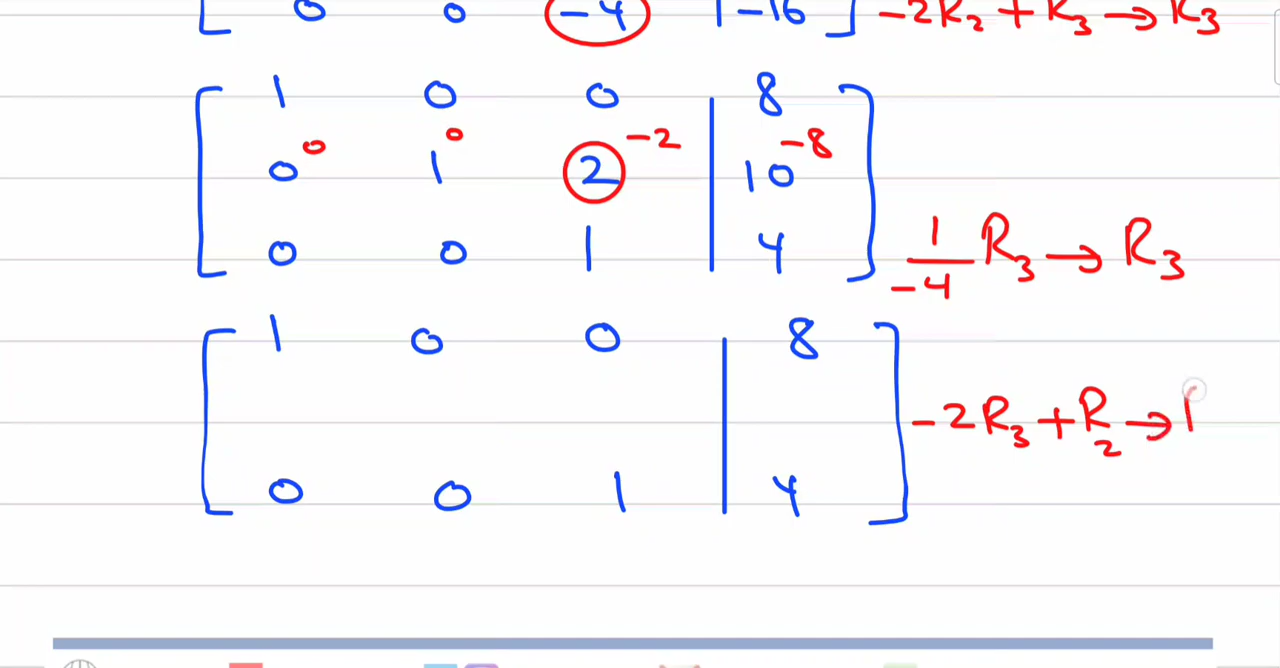 [ 0 0 -4 | -16 ] -2R₂ + R₃ → R₃
[ 1 0 0 | 8
0 -2 -8
0 1 2 | 10
0 0 1 | 4 ] 1/-4 R₃ → R₃
[ 1 0 0 | 8
-2R₃ + R₂ →
0 0 1 | 4 ]